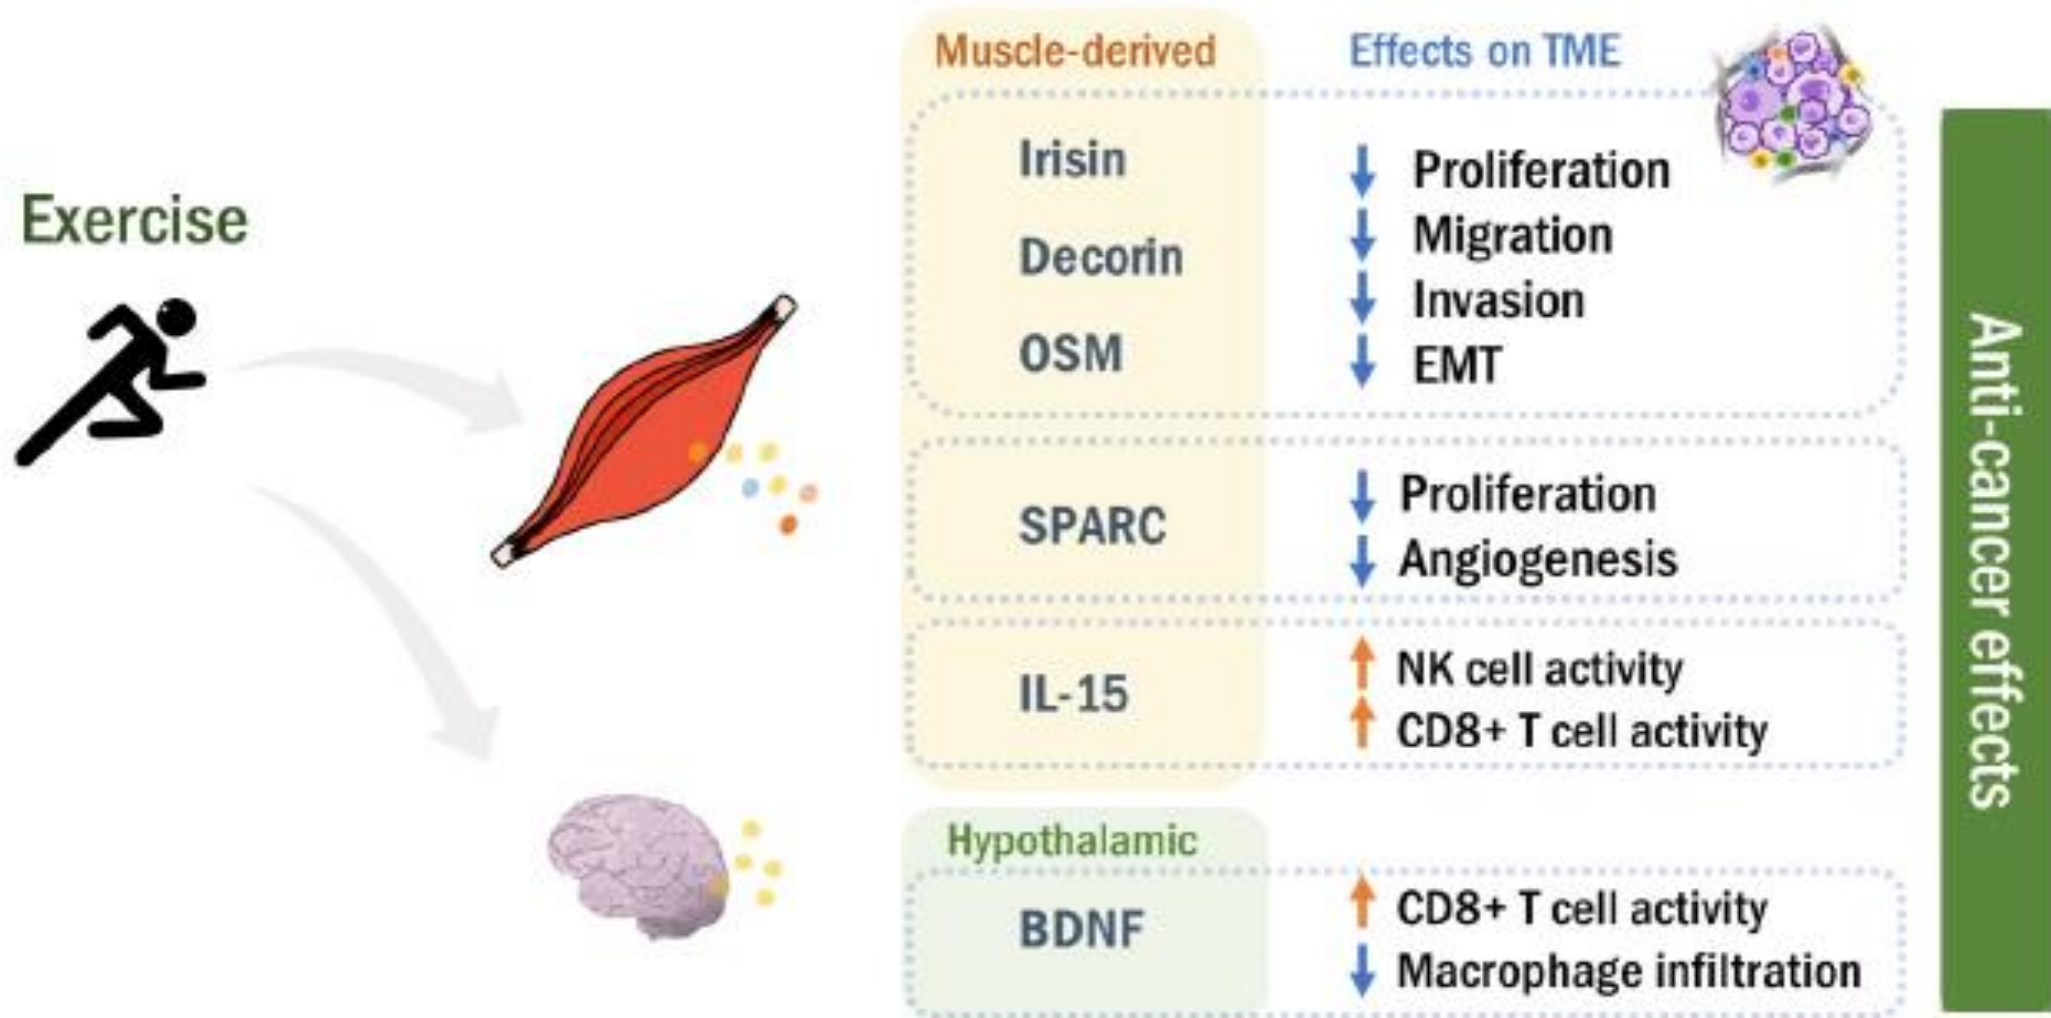 Exercise
Muscle-derived
Effects on TME
Irisin
Decorin
OSM
Proliferation
Migration
Invasion
EMT
SPARC
Proliferation
Angiogenesis
IL-15
NK cell activity
CD8+ T cell activity
Hypothalamic
BDNF
CD8+ T cell activity
Macrophage infiltration
Anti-cancer effects